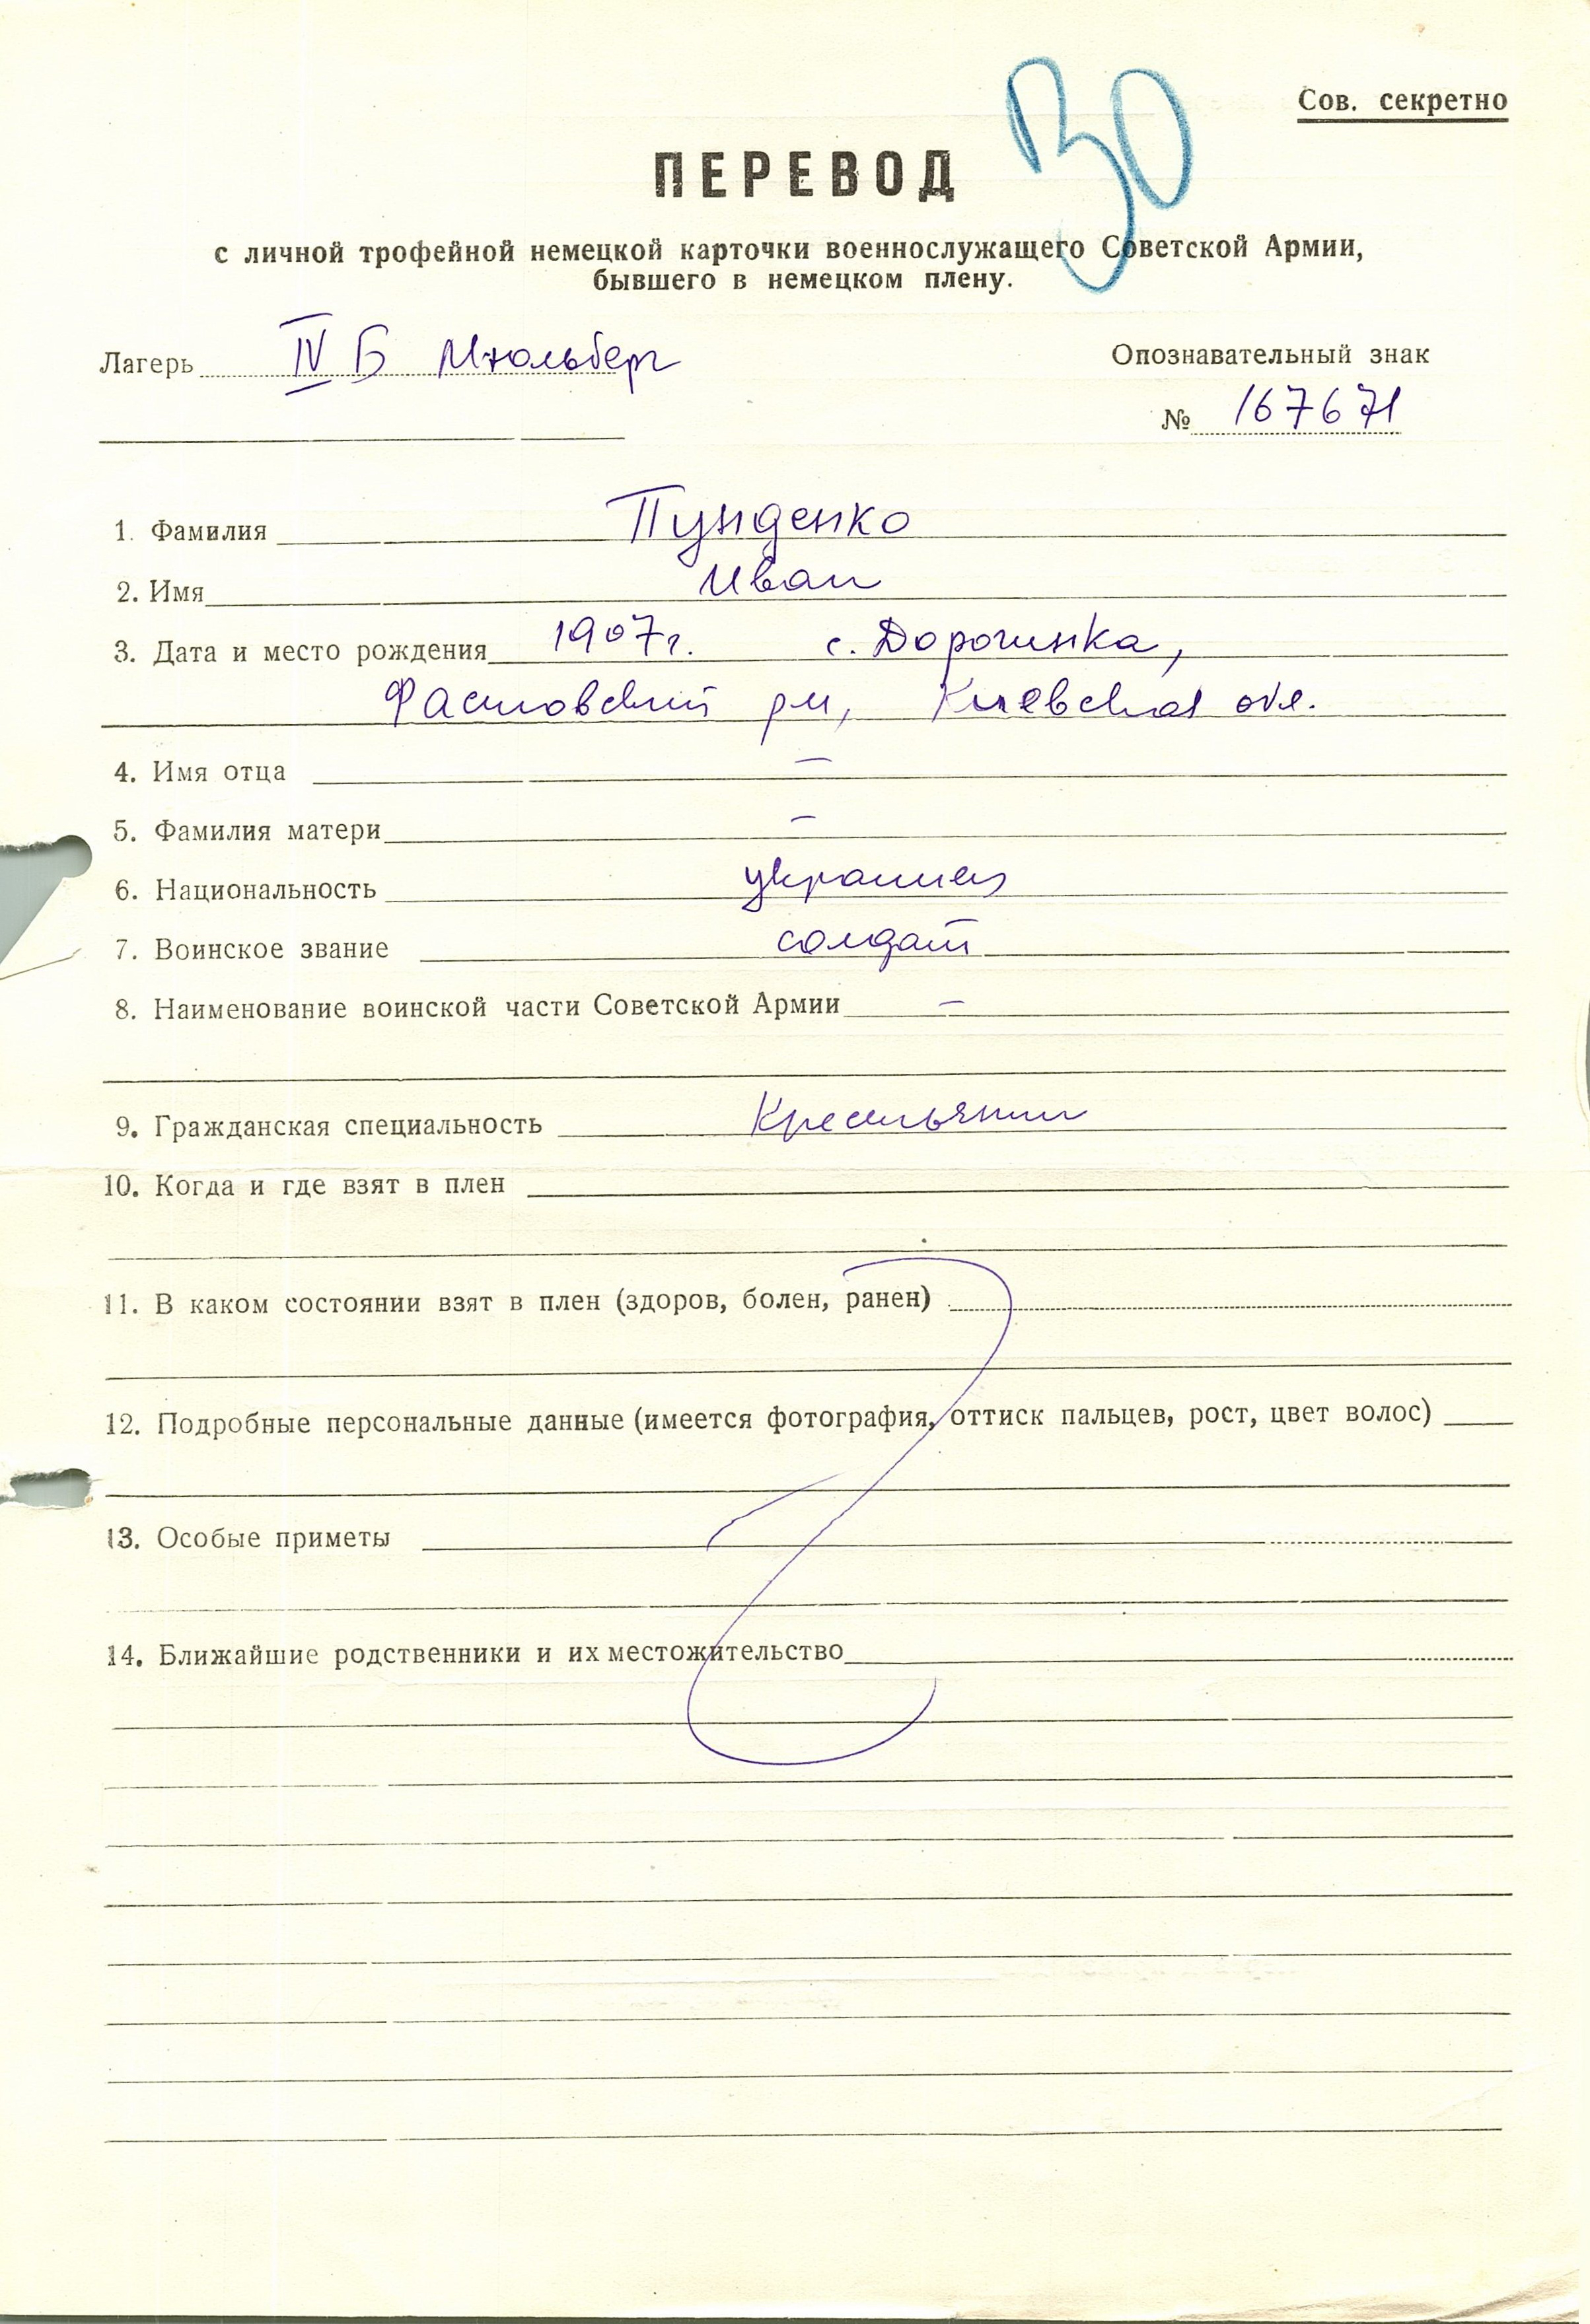 30
Сов. секретно
ПЕРЕВОД
с личной трофейной немецкой карточки военнослужащего Советской Армии,
бывшего в немецком плену.
Лагерь IV Б Мюльберг
Опознавательный знак
№ 167671
1. Фамилия Пунденко
2. Имя Иван
3. Дата и место рождения 1907г. с. Дорогинка,
Фастовский рн, Киевская обл.
4. Имя отца —
5. Фамилия матери —
6. Национальность украинец
7. Воинское звание солдат
8. Наименование воинской части Советской Армии —
9. Гражданская специальность Крестьянин
10. Когда и где взят в плен
11. В каком состоянии взят в плен (здоров, болен, ранен)
12. Подробные персональные данные (имеется фотография, оттиск пальцев, рост, цвет волос)
13. Особые приметы
14. Ближайшие родственники и их местожительство